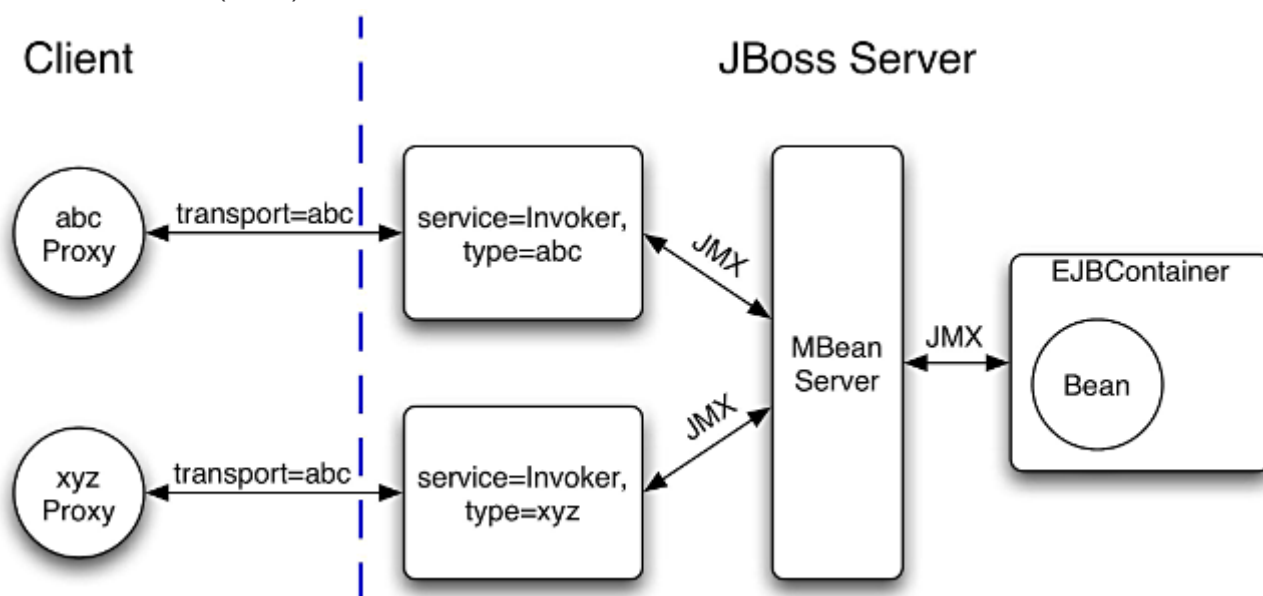 Client
JBoss Server
abc
Proxy
transport=abc
service=Invoker,
type=abc
JMX
EJBContainer
MBean
Server
JMX
Bean
JMX
xyz
Proxy
transport=abc
service=Invoker,
type=xyz